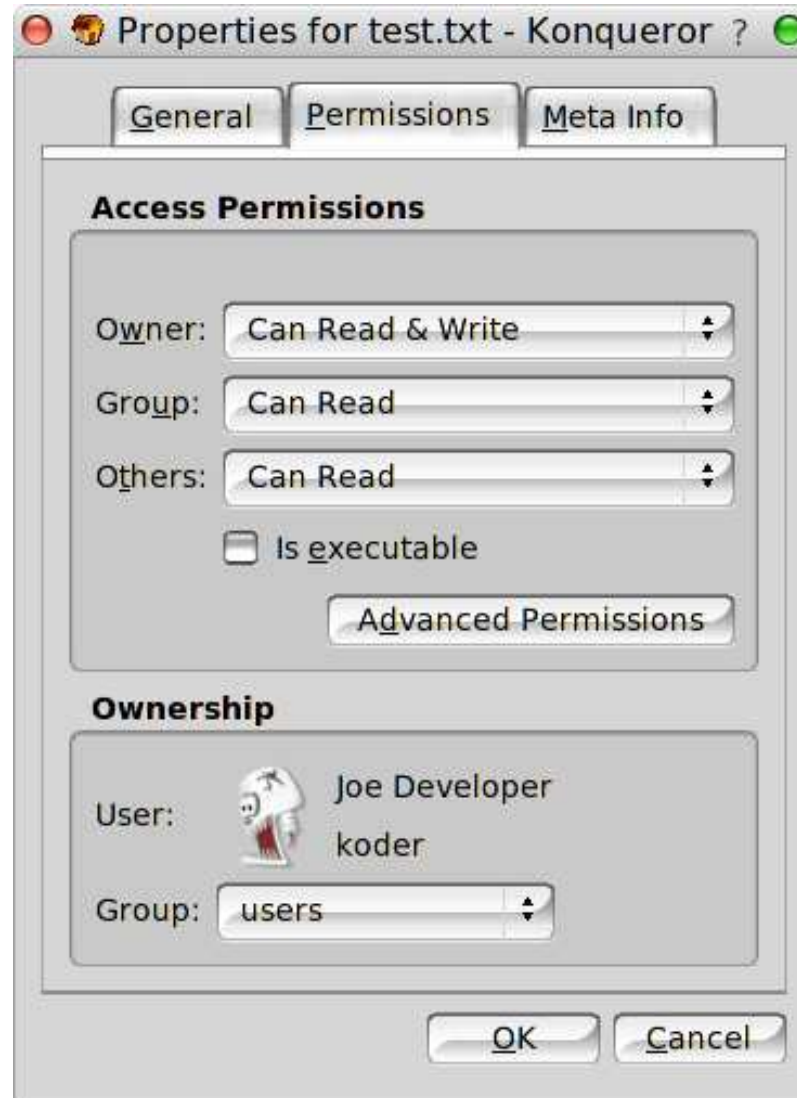 Properties for test.txt - Konqueror ?
General Permissions Meta Info
Access Permissions
Owner: Can Read & Write
Group: Can Read
Others: Can Read
Is executable
Advanced Permissions
Ownership
User: Joe Developer
koder
Group: users
OK Cancel